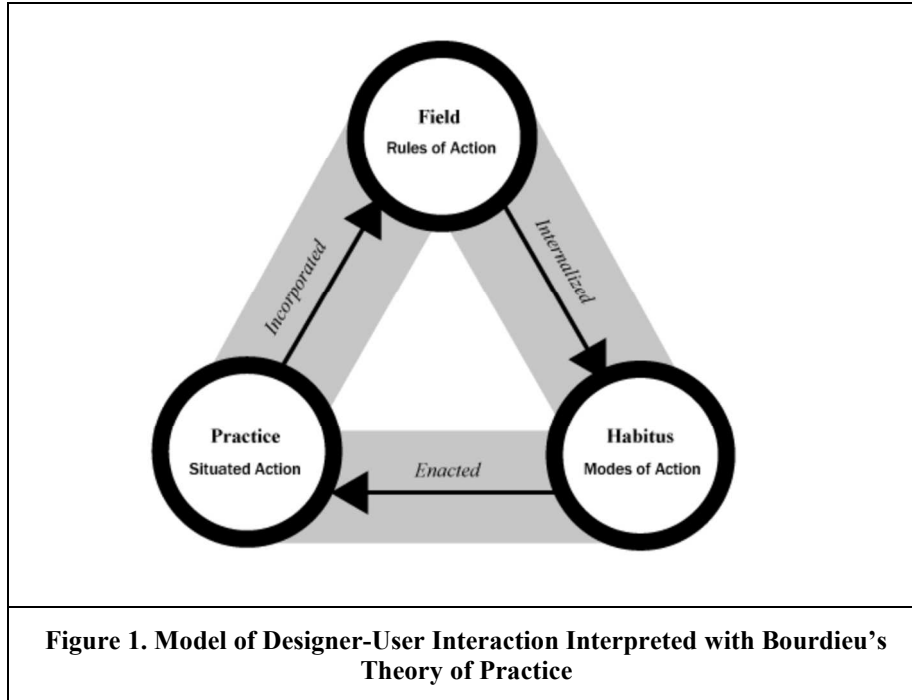 Field
Rules of Action
Incorporated
Internalized
Practice
Situated Action
Enacted
Habitus
Modes of Action
Figure 1. Model of Designer-User Interaction Interpreted with Bourdieu's
Theory of Practice